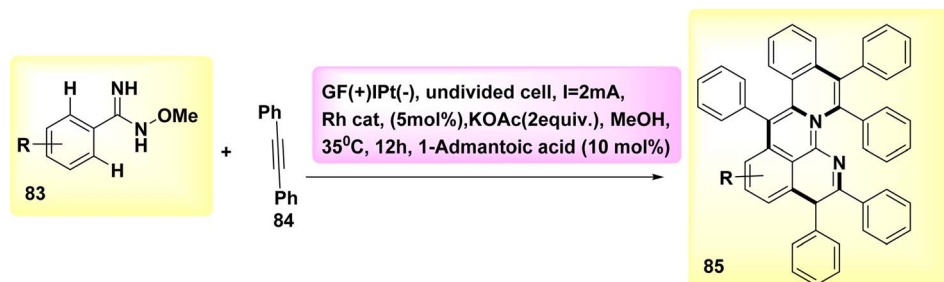 H
NH
OMe
N
H
R
H
83
+
Ph
Ph
84
GF(+)IPt(-), undivided cell, I=2mA,
Rh cat, (5mol%),KOAc(2equiv.), MeOH,
35⁰C, 12h, 1-Admantoic acid (10 mol%)
N
N
R
85